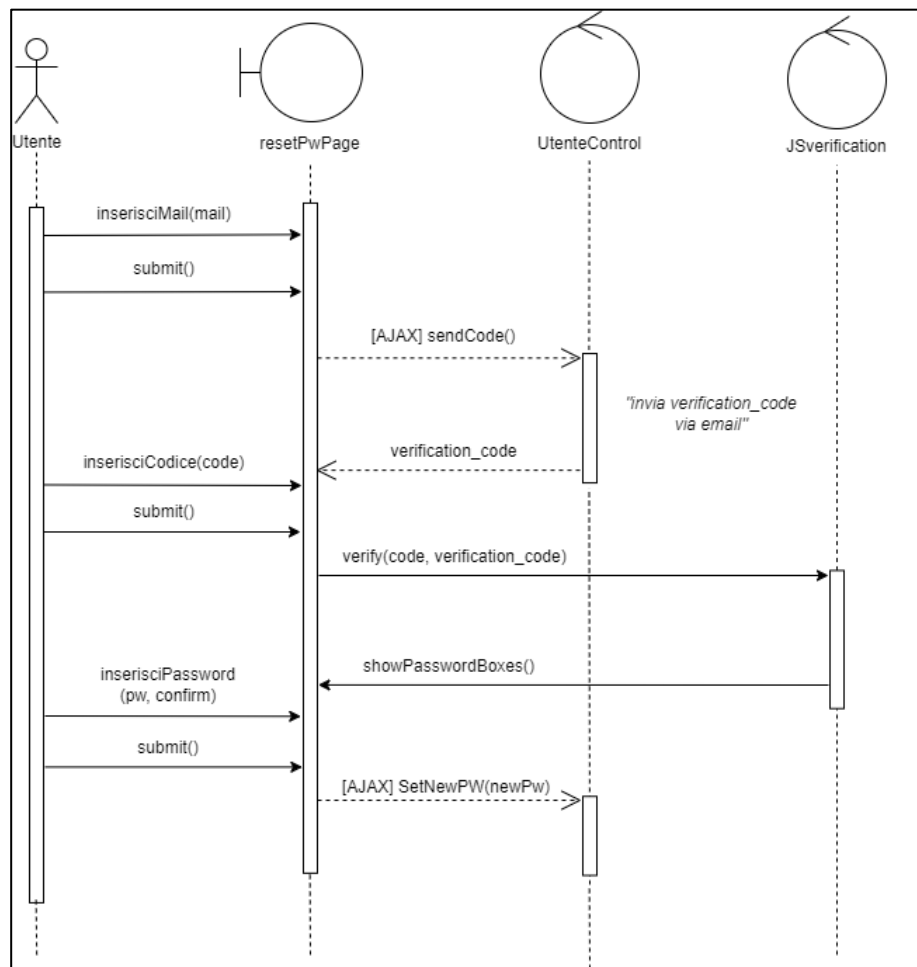 Utente
resetPwPage
UtenteControl
JSverification
inserisciMail(mail)
submit()
[AJAX] sendCode()
"invia verification_code
via email"
verification_code
inserisciCodice(code)
submit()
verify(code, verification_code)
showPasswordBoxes()
inserisciPassword
(pw, confirm)
submit()
[AJAX] SetNewPW(newPw)